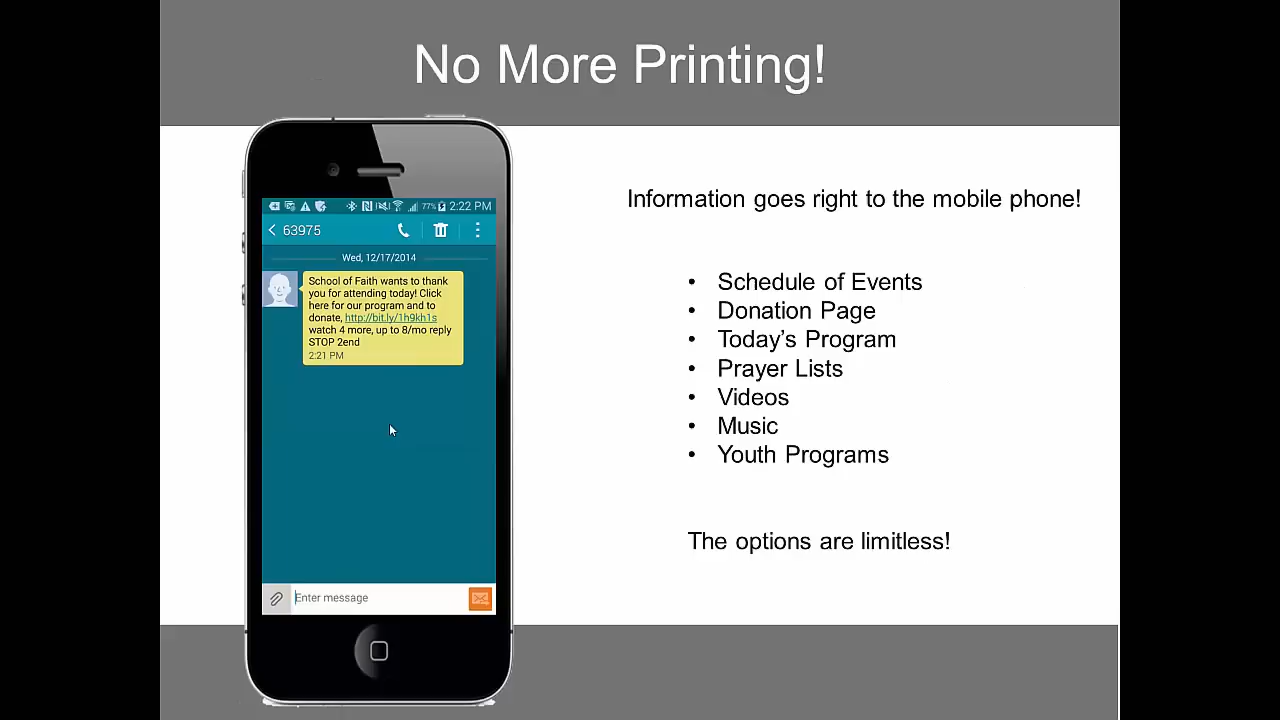 No More Printing!
Information goes right to the mobile phone!
77% 2:22 PM
63975
Wed, 12/17/2014
School of Faith wants to thank
you for attending today! Click
here for our program and to
donate, http://bit.ly/1h9kh1s
watch 4 more, up to 8/mo reply
STOP 2end
2:21 PM
Enter message
• Schedule of Events
• Donation Page
• Today’s Program
• Prayer Lists
• Videos
• Music
• Youth Programs
The options are limitless!